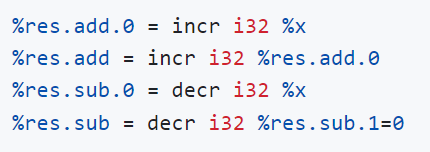 %res.add.0 = incr i32 %x
%res.add = incr i32 %res.add.0
%res.sub.0 = decr i32 %x
%res.sub = decr i32 %res.sub.1=0